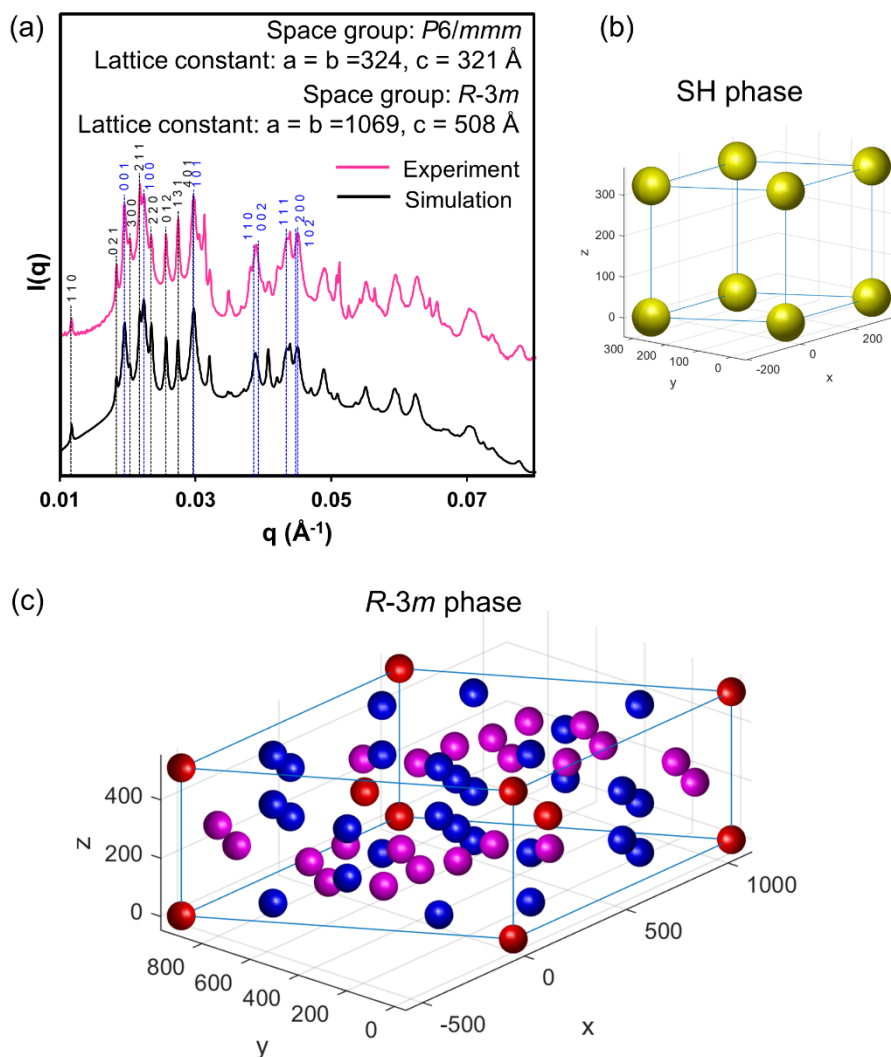 (a)
Space group: P6/mmm
Lattice constant: a = b =324, c = 321 Å
Space group: R-3m
Lattice constant: a = b =1069, c = 508 Å
Experiment
Simulation
1 1 0
0 2 1
0 0 1
3 0 0
2 1 1
1 0 0
2 2 0
0 1 2
1 3 1
4 0 1
1 0 1
1 1 0
0 0 2
1 1 1
2 0 0
1 0 2
I(q)
0.01
0.03
0.05
0.07
q (Å-1)
(b)
SH phase
300
200
100
0
z
300
200
100
0
y
-200
0
200
x
(c)
R-3m phase
400
200
0
z
800
600
400
200
0
y
-500
0
500
1000
x